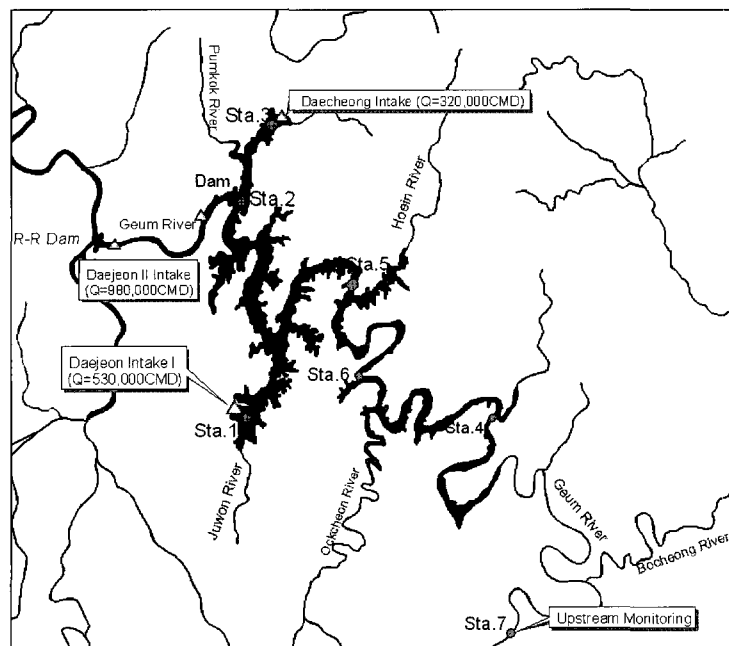 Pumkok River
Daecheong Intake (Q=320,000CMD)
Sta.3
Hoein River
Dam
Sta.2
Geum River
R-R Dam
Sta.5
Daejeon II Intake
(Q=980,000CMD)
Daejeon Intake I
(Q=530,000CMD)
Sta.6
Sta.1
Sta.4
Juwon River
Ockcheon River
Geum River
Bocheong River
Sta.7
Upstream Monitoring